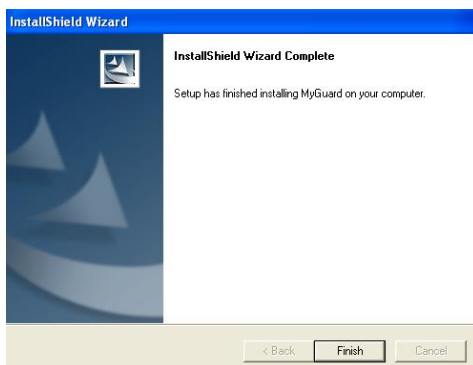 InstallShield Wizard
InstallShield Wizard Complete
Setup has finished installing MyGuard on your computer.
< Back
Finish
Cancel